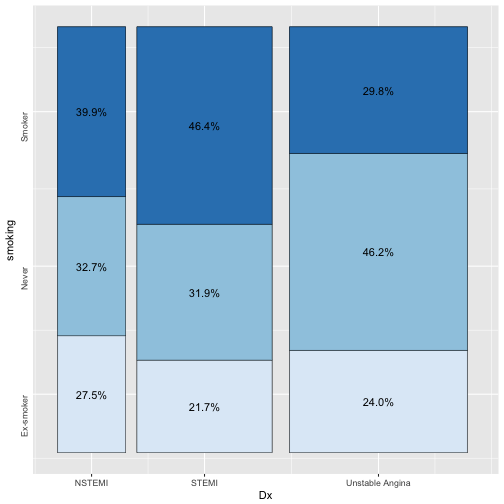 smoking
Smoker
Never
Ex-smoker
39.9%
46.4%
29.8%
32.7%
31.9%
46.2%
27.5%
21.7%
24.0%
NSTEMI
STEMI
Unstable Angina
Dx